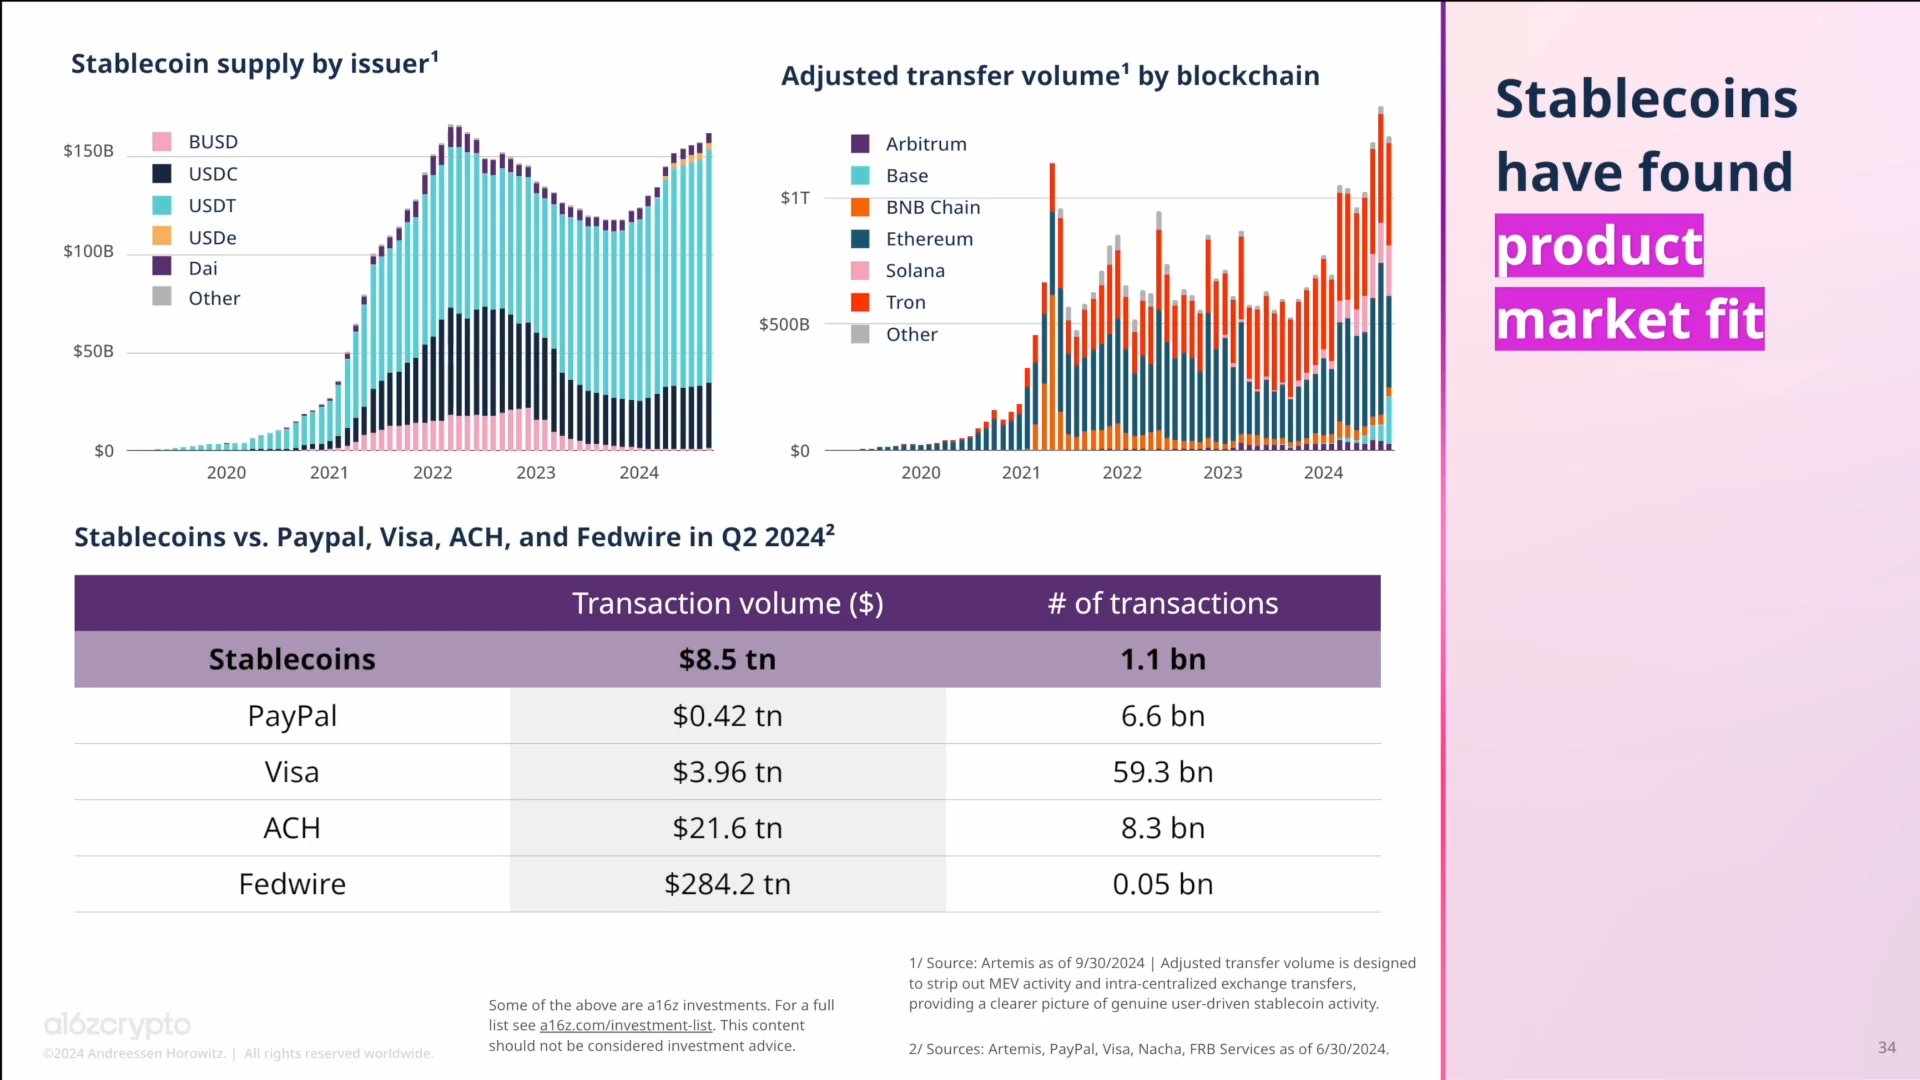 Stablecoin supply by issuer¹
BUSD
USDC
USDT
USDe
Dai
Other
$150B
$100B
$50B
$0
2020 2021 2022 2023 2024
Adjusted transfer volume¹ by blockchain
Arbitrum
Base
BNB Chain
Ethereum
Solana
Tron
Other
$1T
$500B
$0
2020 2021 2022 2023 2024
Stablecoins
have found
product
market fit
Stablecoins vs. Paypal, Visa, ACH, and Fedwire in Q2 2024²
Transaction volume ($) # of transactions
Stablecoins $8.5 tn 1.1 bn
PayPal $0.42 tn 6.6 bn
Visa $3.96 tn 59.3 bn
ACH $21.6 tn 8.3 bn
Fedwire $284.2 tn 0.05 bn
a16zcrypto
©2024 Andreessen Horowitz. | All rights reserved worldwide.
Some of the above are a16z investments. For a full
list see a16z.com/investment-list. This content
should not be considered investment advice.
1/ Source: Artemis as of 9/30/2024 | Adjusted transfer volume is designed
to strip out MEV activity and intra-centralized exchange transfers,
providing a clearer picture of genuine user-driven stablecoin activity.
2/ Sources: Artemis, PayPal, Visa, Nacha, FRB Services as of 6/30/2024.
34